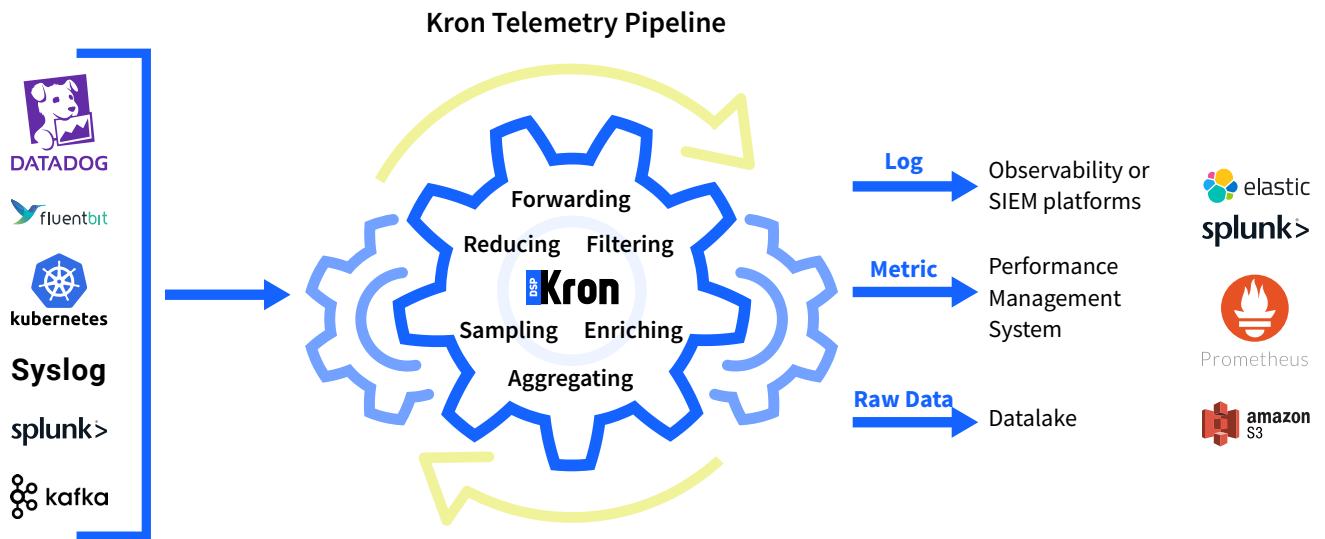 Kron Telemetry Pipeline
DATADOG
fluentbit
kubernetes
Syslog
splunk>
kafka
Forwarding
Reducing Filtering
DSP Kron
Sampling Enriching
Aggregating
Log
Observability or
SIEM platforms
elastic
splunk>
Metric
Performance
Management
System
Prometheus
Raw Data
Datalake
amazon
S3